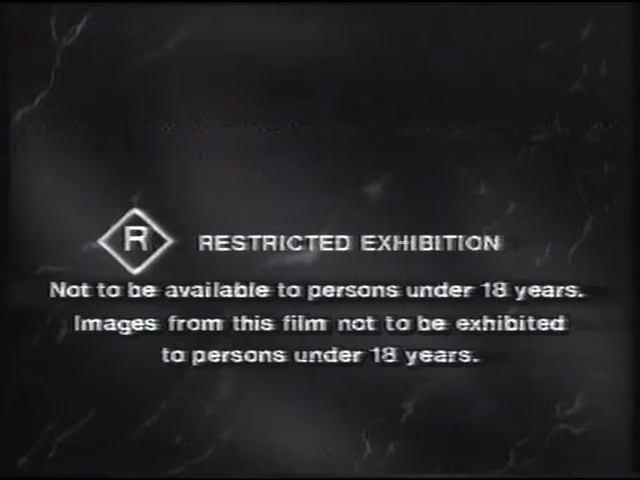 R RESTRICTED EXHIBITION
Not to be available to persons under 18 years.
Images from this film not to be exhibited
to persons under 18 years.